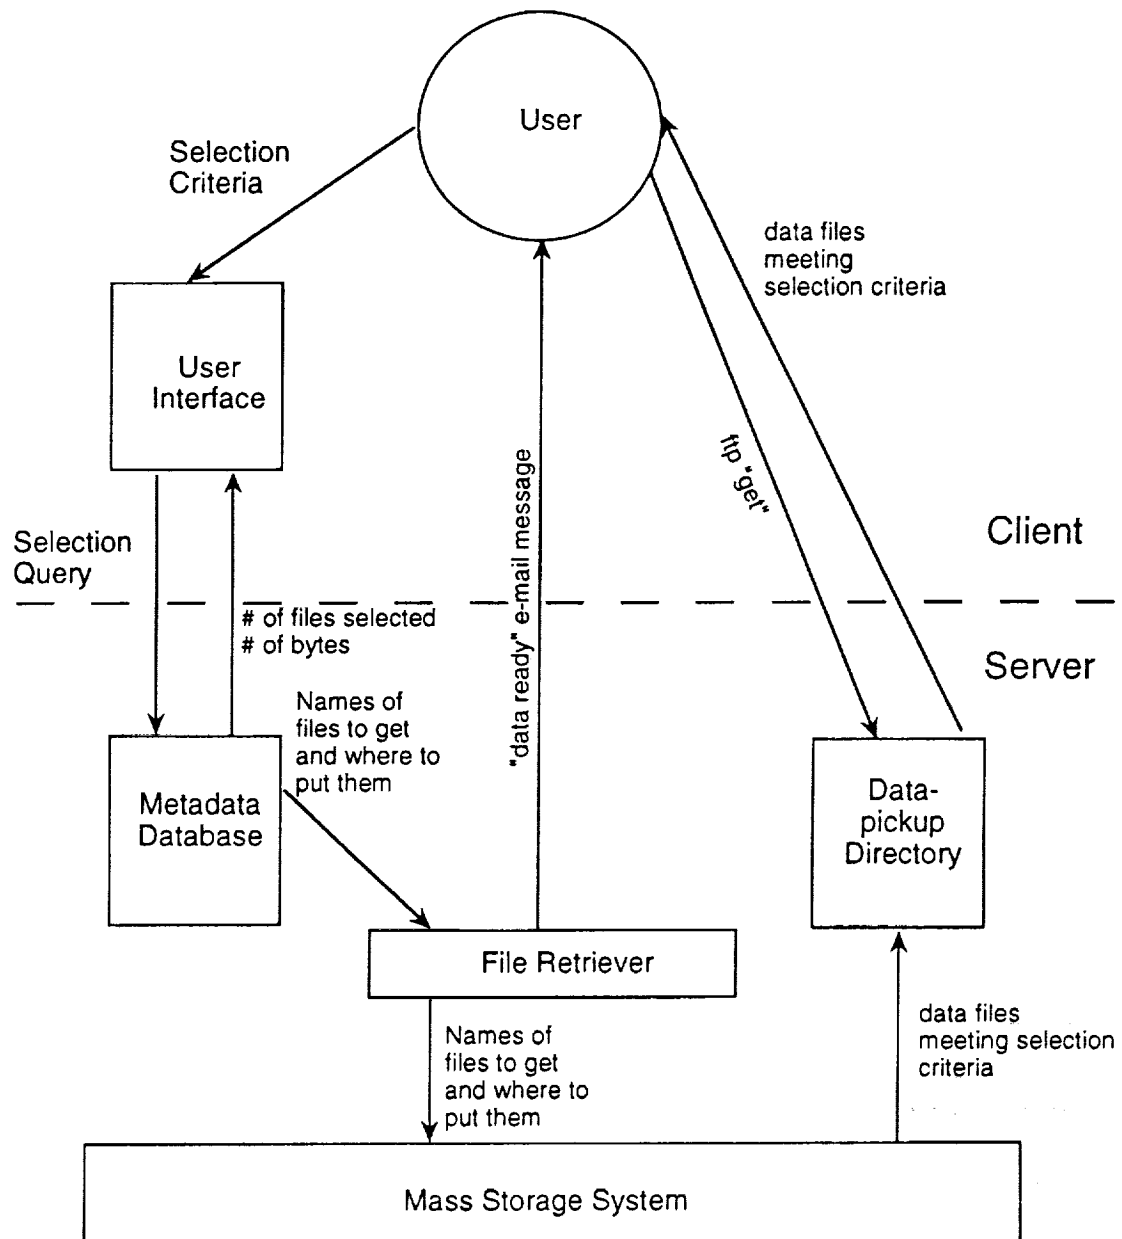 User
Selection
Criteria
data files
meeting
selection criteria
User
Interface
ftp "get"
"data ready" e-mail message
Client
Selection
Query
# of files selected
# of bytes
Server
Names of
files to get
and where to
put them
Metadata
Database
Data-
pickup
Directory
File Retriever
Names of
files to get
and where to
put them
data files
meeting selection
criteria
Mass Storage System